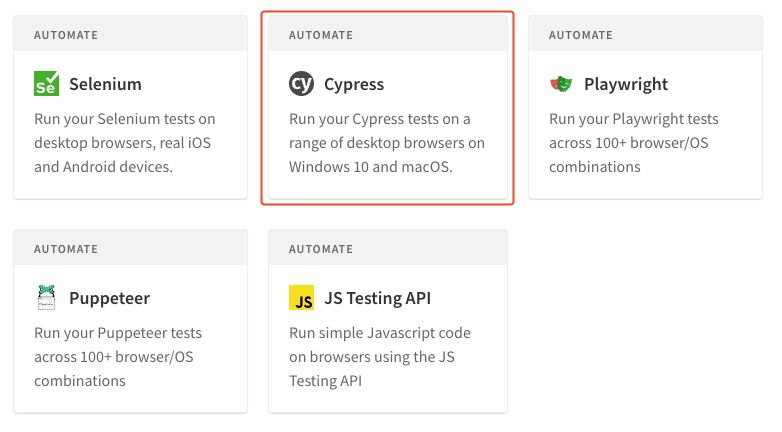 AUTOMATE
Se Selenium
Run your Selenium tests on
desktop browsers, real iOS
and Android devices.
AUTOMATE
CY Cypress
Run your Cypress tests on a
range of desktop browsers on
Windows 10 and macOS.
AUTOMATE
Playwright
Run your Playwright tests
across 100+ browser/OS
combinations
AUTOMATE
Puppeteer
Run your Puppeteer tests
across 100+ browser/OS
combinations
AUTOMATE
JS JS Testing API
Run simple Javascript code
on browsers using the JS
Testing API